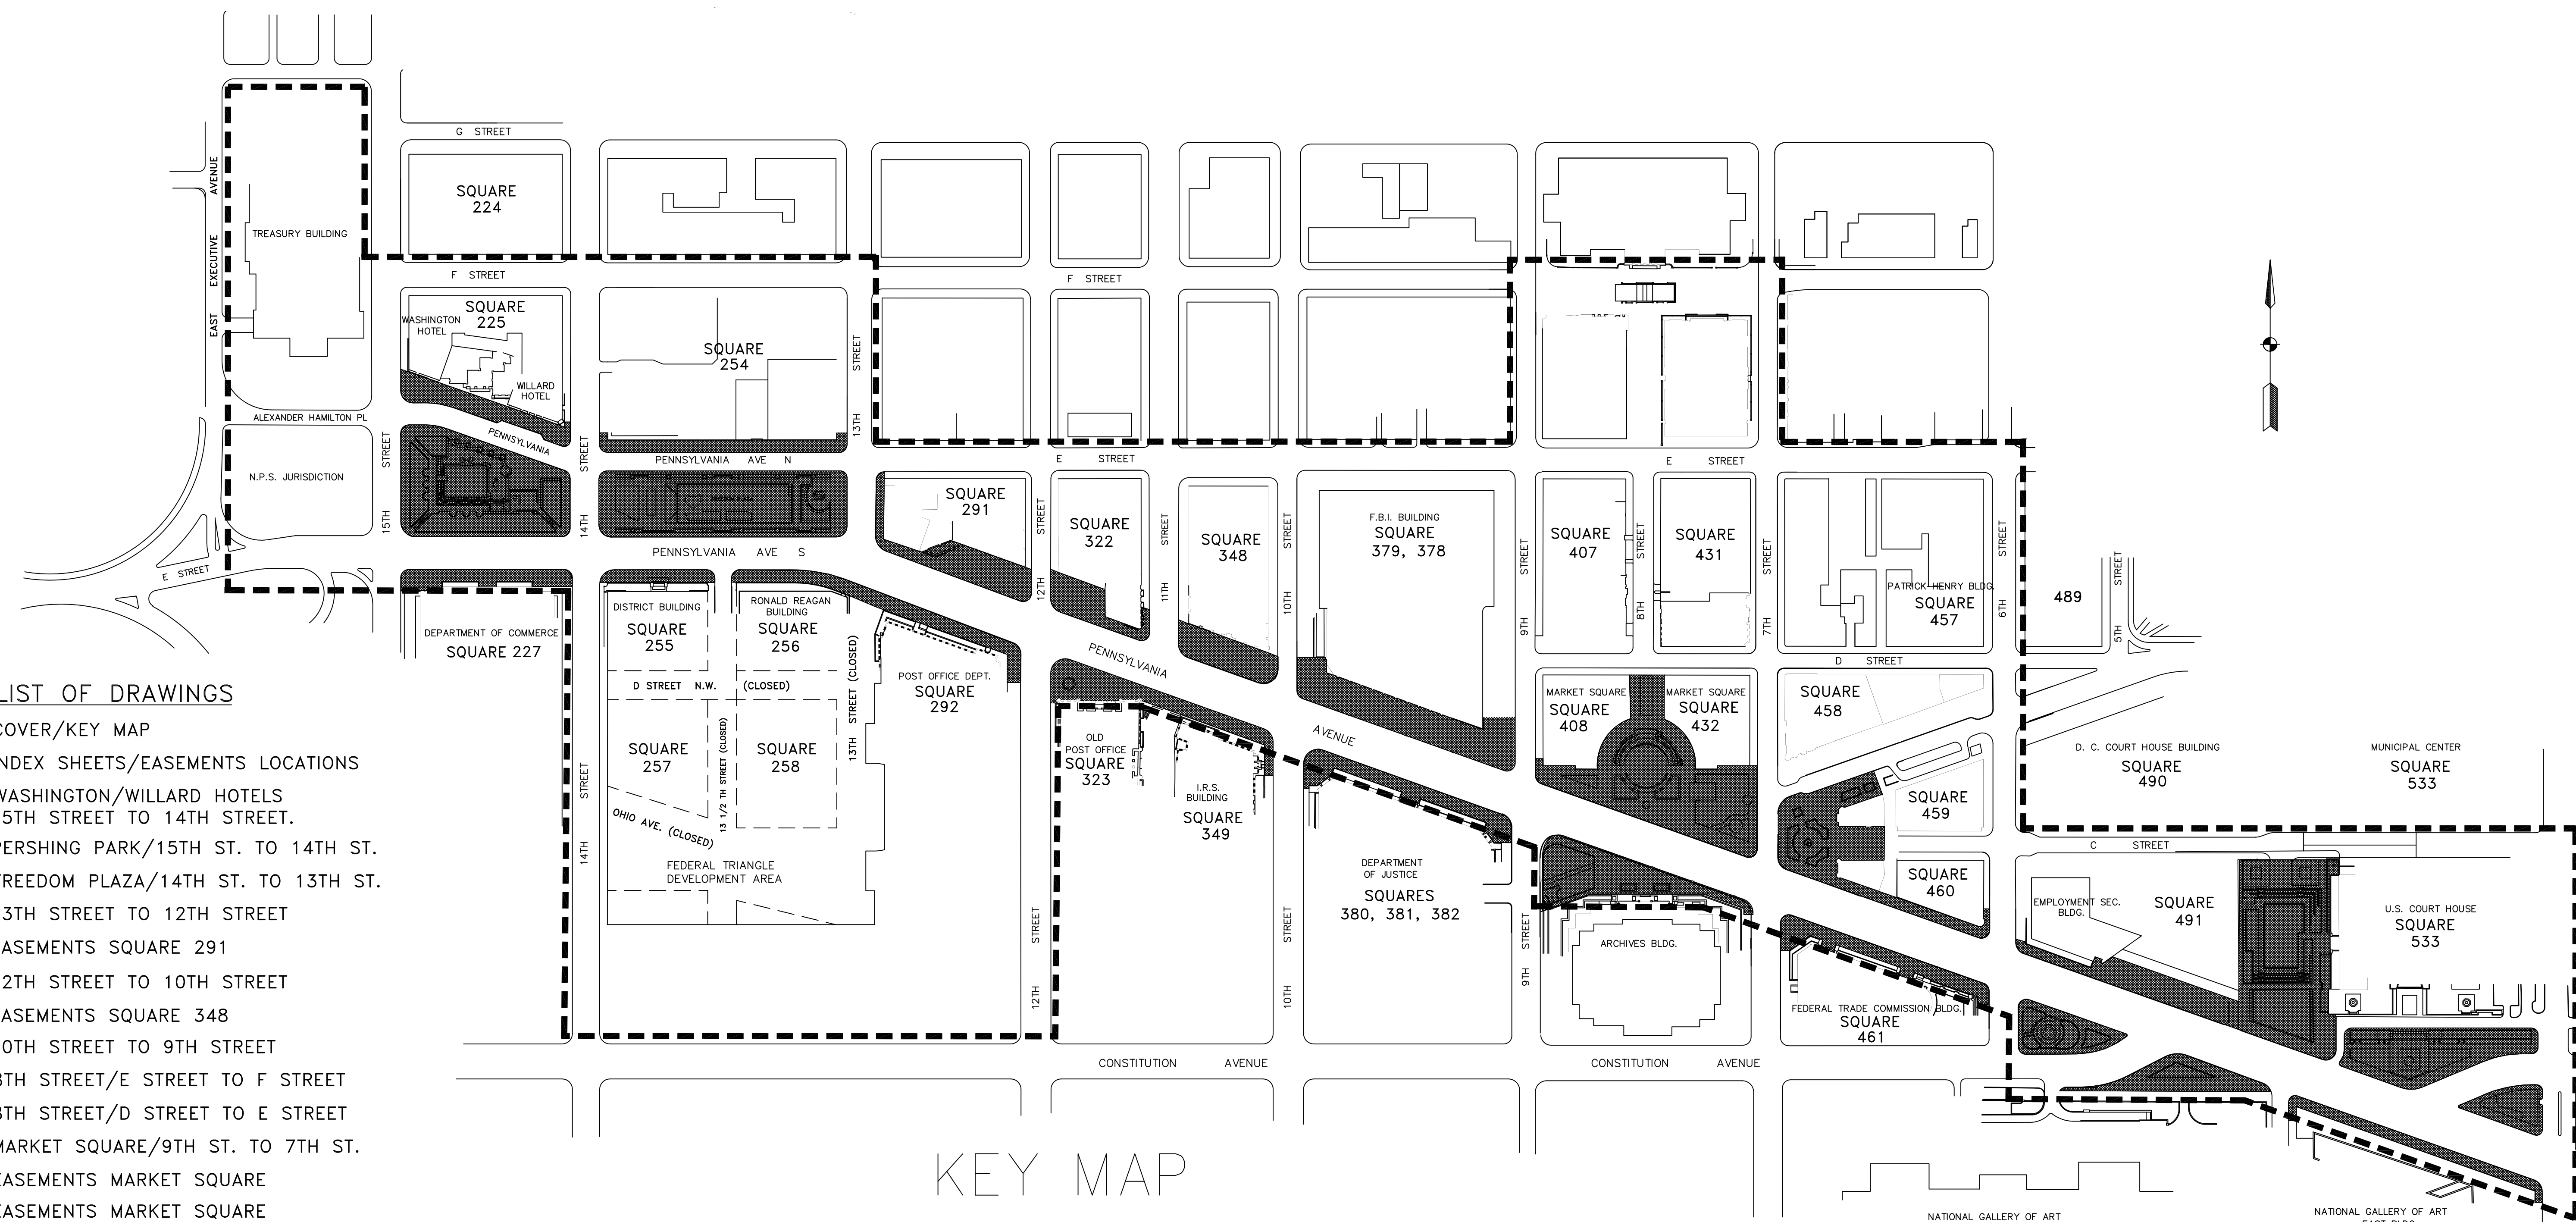 G STREET
SQUARE
224
TREASURY BUILDING
EAST EXECUTIVE AVENUE
F STREET
F STREET
WASHINGTON
HOTEL
SQUARE
225
WILLARD
HOTEL
SQUARE
254
13TH STREET
ALEXANDER HAMILTON PL
PENNSYLVANIA
15TH STREET
14TH STREET
N.P.S. JURISDICTION
PENNSYLVANIA AVE N
E STREET
E STREET
PENNSYLVANIA AVE S
E STREET
SQUARE
291
12TH STREET
SQUARE
322
11TH STREET
SQUARE
348
10TH STREET
F.B.I. BUILDING
SQUARE
379, 378
9TH STREET
SQUARE
407
8TH STREET
SQUARE
431
7TH STREET
PATRICK HENRY BLDG.
SQUARE
457
6TH STREET
489
5TH STREET
DEPARTMENT OF COMMERCE
SQUARE 227
DISTRICT BUILDING
SQUARE
255
RONALD REAGAN
BUILDING
SQUARE
256
13TH STREET (CLOSED)
D STREET N.W. (CLOSED)
POST OFFICE DEPT.
SQUARE
292
PENNSYLVANIA
AVENUE
D STREET
MARKET SQUARE
SQUARE
408
MARKET SQUARE
SQUARE
432
SQUARE
458
SQUARE
257
13 1/2 TH STREET (CLOSED)
SQUARE
258
OHIO AVE. (CLOSED)
FEDERAL TRIANGLE
DEVELOPMENT AREA
14TH STREET
OLD
POST OFFICE
SQUARE
323
I.R.S.
BUILDING
SQUARE
349
DEPARTMENT
OF JUSTICE
SQUARES
380, 381, 382
12TH STREET
10TH STREET
9TH STREET
ARCHIVES BLDG.
SQUARE
459
SQUARE
460
D. C. COURT HOUSE BUILDING
SQUARE
490
MUNICIPAL CENTER
SQUARE
533
C STREET
EMPLOYMENT SEC.
BLDG.
SQUARE
491
U.S. COURT HOUSE
SQUARE
533
FEDERAL TRADE COMMISSION BLDG.
SQUARE
461
CONSTITUTION AVENUE
CONSTITUTION AVENUE
NATIONAL GALLERY OF ART
NATIONAL GALLERY OF ART
KEY MAP
LIST OF DRAWINGS
COVER/KEY MAP
INDEX SHEETS/EASEMENTS LOCATIONS
WASHINGTON/WILLARD HOTELS
5TH STREET TO 14TH STREET.
PERSHING PARK/15TH ST. TO 14TH ST.
FREEDOM PLAZA/14TH ST. TO 13TH ST.
3TH STREET TO 12TH STREET
EASEMENTS SQUARE 291
2TH STREET TO 10TH STREET
EASEMENTS SQUARE 348
0TH STREET TO 9TH STREET
8TH STREET/E STREET TO F STREET
8TH STREET/D STREET TO E STREET
MARKET SQUARE/9TH ST. TO 7TH ST.
EASEMENTS MARKET SQUARE
EASEMENTS MARKET SQUARE